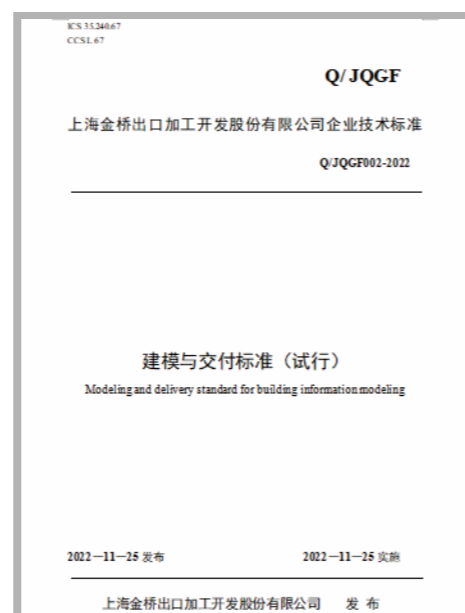 ICS 35.240.67
CCS L 67
Q/JQGF
上海金桥出口加工开发股份有限公司企业技术标准
Q/JQGF002-2022
建模与交付标准（试行）
Modeling and delivery standard for building information modeling
2022—11—25 发布 2022—11—25 实施
上海金桥出口加工开发股份有限公司 发 布